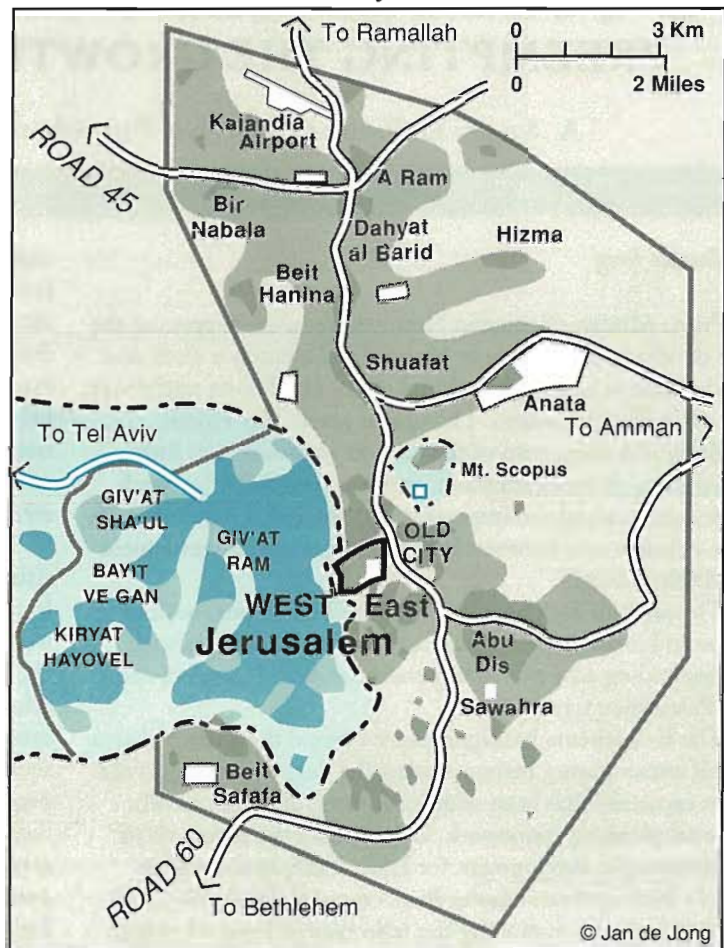 To Ramallah
0 3 Km
0 2 Miles
Kalandia
Airport
ROAD 45
A Ram
Bir
Nabala
Dahyat
al Barid
Hizma
Beit
Hanina
Shuafat
Anata
To Tel Aviv
To Amman
Mt. Scopus
GIV'AT
SHA'UL
GIV'AT
RAM
OLD
CITY
BAYIT
VE GAN
WEST East
Jerusalem
KIRYAT
HAYOVEL
Abu
Dis
Sawahra
Beit
Safafa
ROAD 60
To Bethlehem
© Jan de Jong